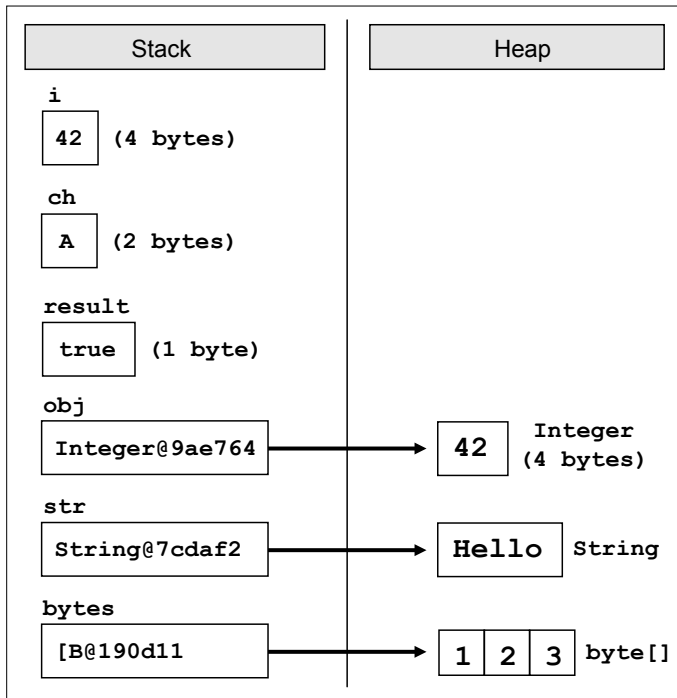 Stack Heap
i
42 (4 bytes)
ch
A (2 bytes)
result
true (1 byte)
obj
Integer@9ae764 42 Integer
(4 bytes)
str
String@7cdaf2 Hello String
bytes
[B@190d11 1 2 3 byte[]